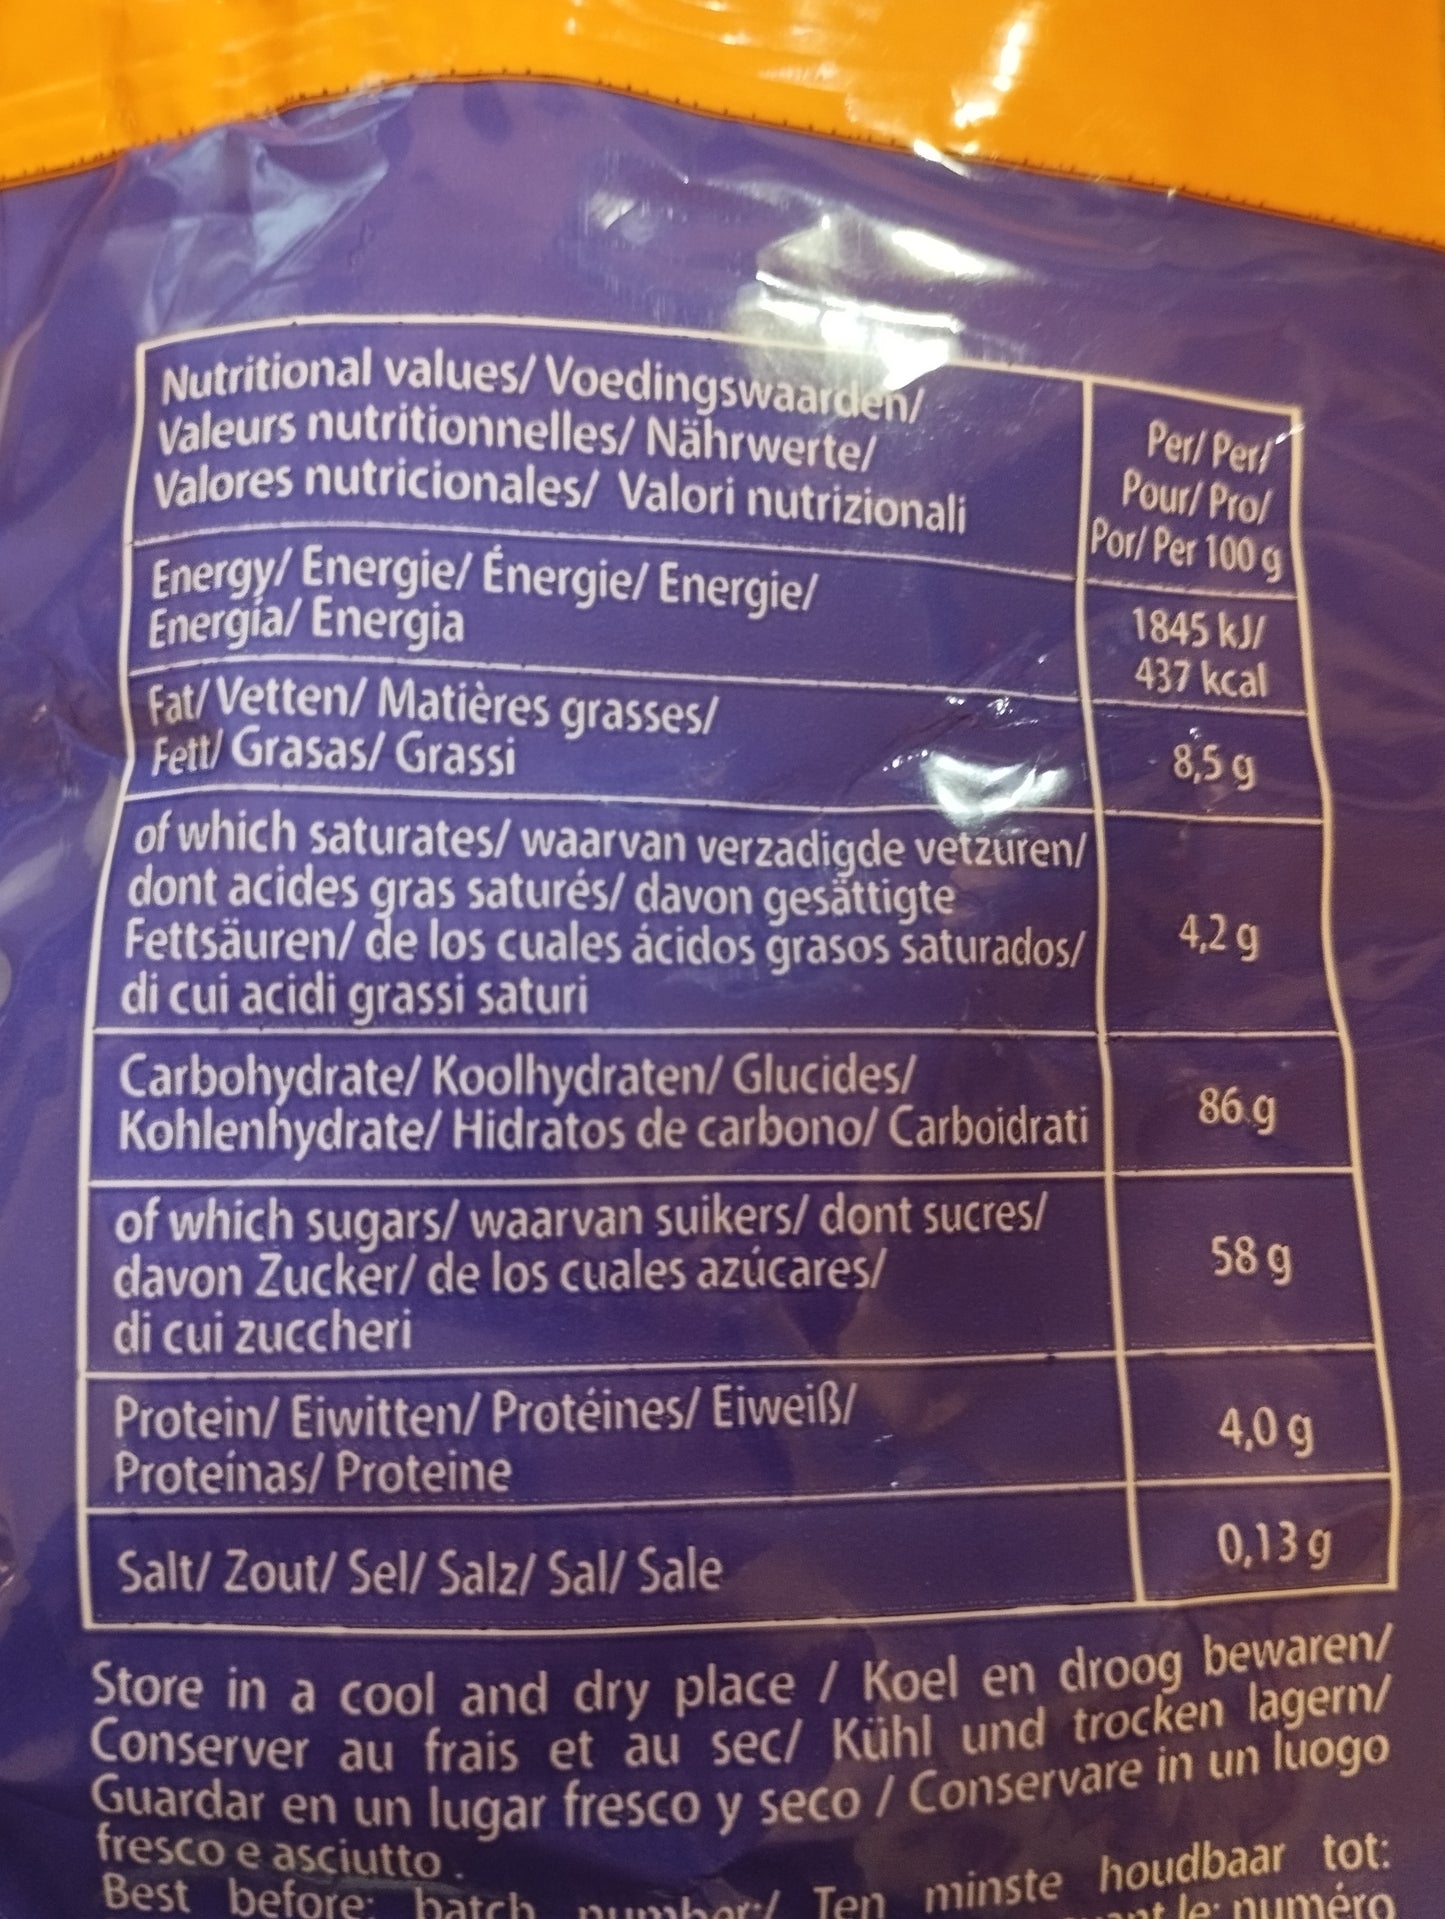 Nutritional values/ Voedingswaarden/
Valeurs nutritionnelles/ Nährwerte/
Valores nutricionales/ Valori nutrizionali
Per/ Per/
Pour/ Pro/
Por/ Per 100 g
Energy/ Energie/ Énergie/ Energie/
Energía/ Energia
1845 kJ/
437 kcal
Fat/ Vetten/ Matières grasses/
Fett/ Grasas/ Grassi
8,5 g
of which saturates/ waarvan verzadigde vetzuren/
dont acides gras saturés/ davon gesättigte
Fettsäuren/ de los cuales ácidos grasos saturados/
di cui acidi grassi saturi
4,2 g
Carbohydrate/ Koolhydraten/ Glucides/
Kohlenhydrate/ Hidratos de carbono/ Carboidrati
86 g
of which sugars/ waarvan suikers/ dont sucres/
davon Zucker/ de los cuales azúcares/
di cui zuccheri
58 g
Protein/ Eiwitten/ Protéines/ Eiweiß/
Proteínas/ Proteine
4,0 g
Salt/ Zout/ Sel/ Salz/ Sal/ Sale
0,13 g
Store in a cool and dry place / Koel en droog bewaren/
Conserver au frais et au sec/ Kühl und trocken lagern/
Guardar en un lugar fresco y seco / Conservare in un luogo
fresco e asciutto .
Best before: batch number/ Ten minste houdbaar tot:
le: numéro